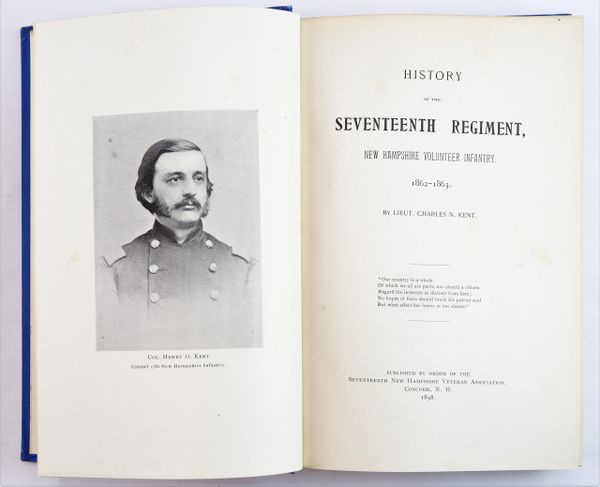 Col. Henry O. Kent.
Colonel 17th New Hampshire Infantry.
HISTORY
OF THE
SEVENTEENTH REGIMENT,
NEW HAMPSHIRE VOLUNTEER INFANTRY.
1862-1863.
BY LIEUT. CHARLES N. KENT.
"Our country is a whole
Of which we all are parts, nor should a citizen
Regard his interests as distinct from hers;
No hopes or fears should touch his patriot soul
But what affect her honor or her shame."
PUBLISHED BY ORDER OF THE
Seventeenth New Hampshire Veteran Association.
Concord, N. H.
1898.